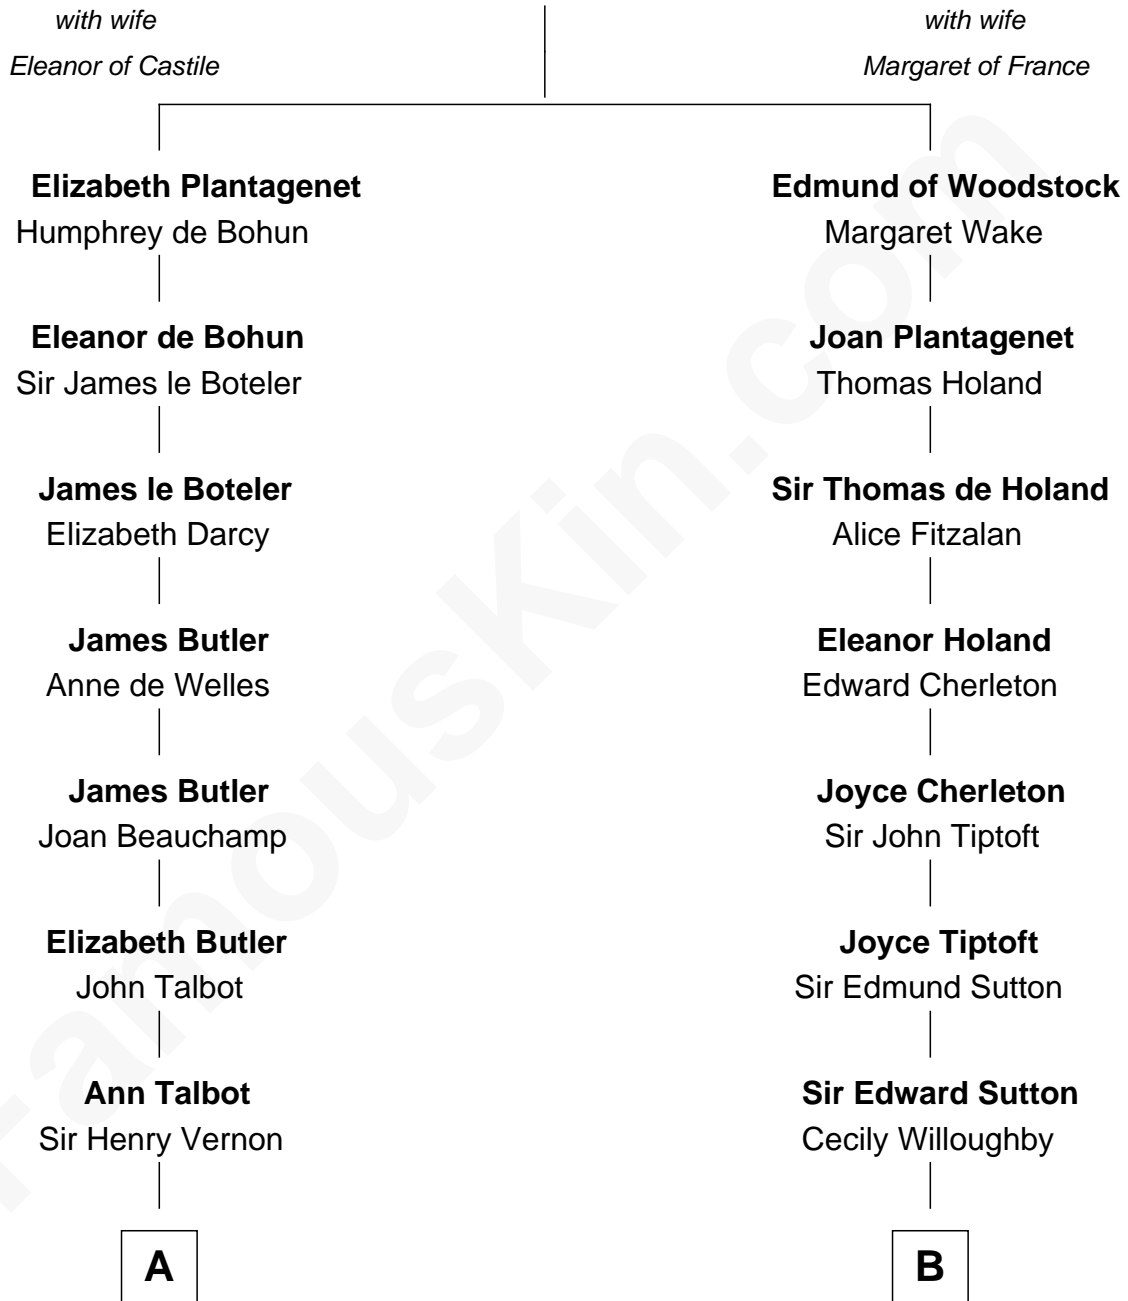 with wife
Eleanor of Castile
with wife
Margaret of France
Elizabeth Plantagenet
Humphrey de Bohun
Edmund of Woodstock
Margaret Wake
Eleanor de Bohun
Sir James le Boteler
Joan Plantagenet
Thomas Holand
James le Boteler
Elizabeth Darcy
Sir Thomas de Holand
Alice Fitzalan
James Butler
Anne de Welles
Eleanor Holand
Edward Cherleton
James Butler
Joan Beauchamp
Joyce Cherleton
Sir John Tiptoft
Elizabeth Butler
John Talbot
Joyce Tiptoft
Sir Edmund Sutton
Ann Talbot
Sir Henry Vernon
Sir Edward Sutton
Cecily Willoughby
A
B
FamousKin.com